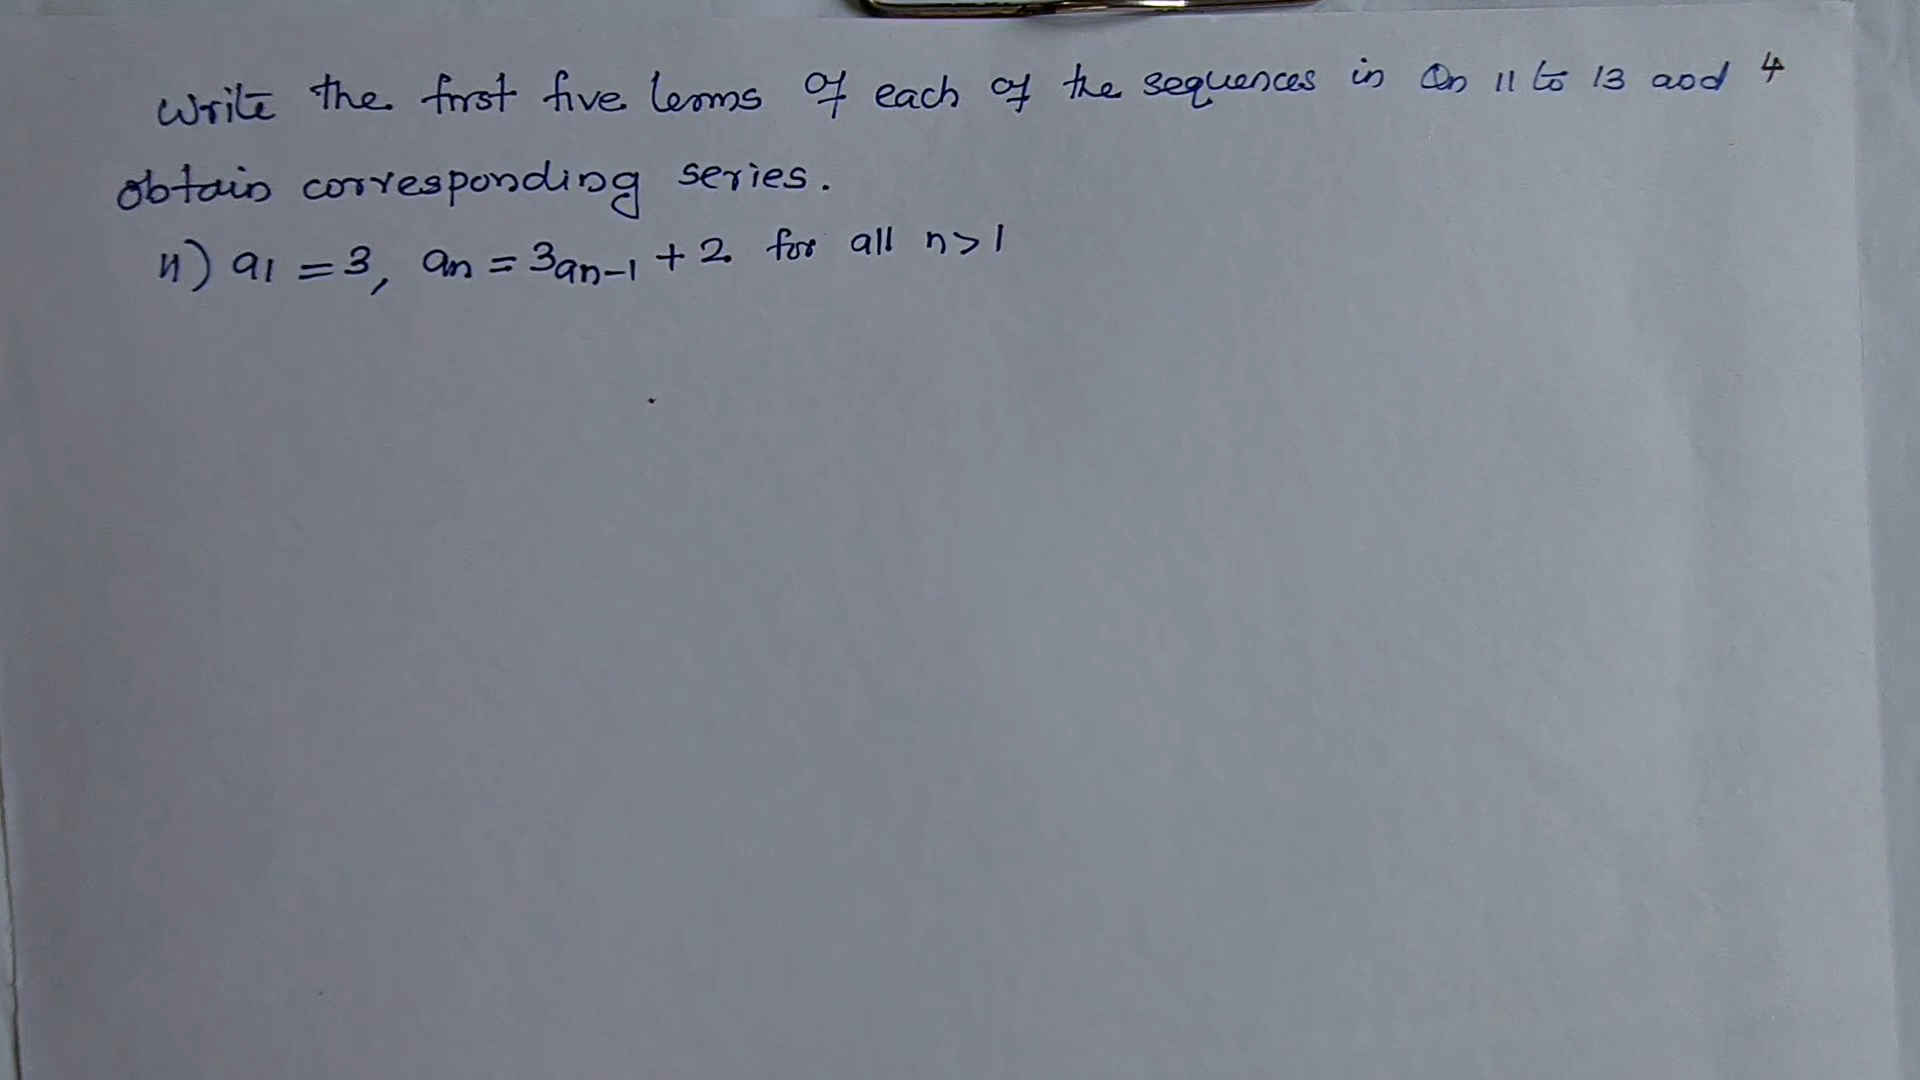 Write the first five terms of each of the sequences in Qn 11 to 13 and 4
obtain corresponding series.
11) a1 = 3, an = 3an-1 + 2 for all n>1